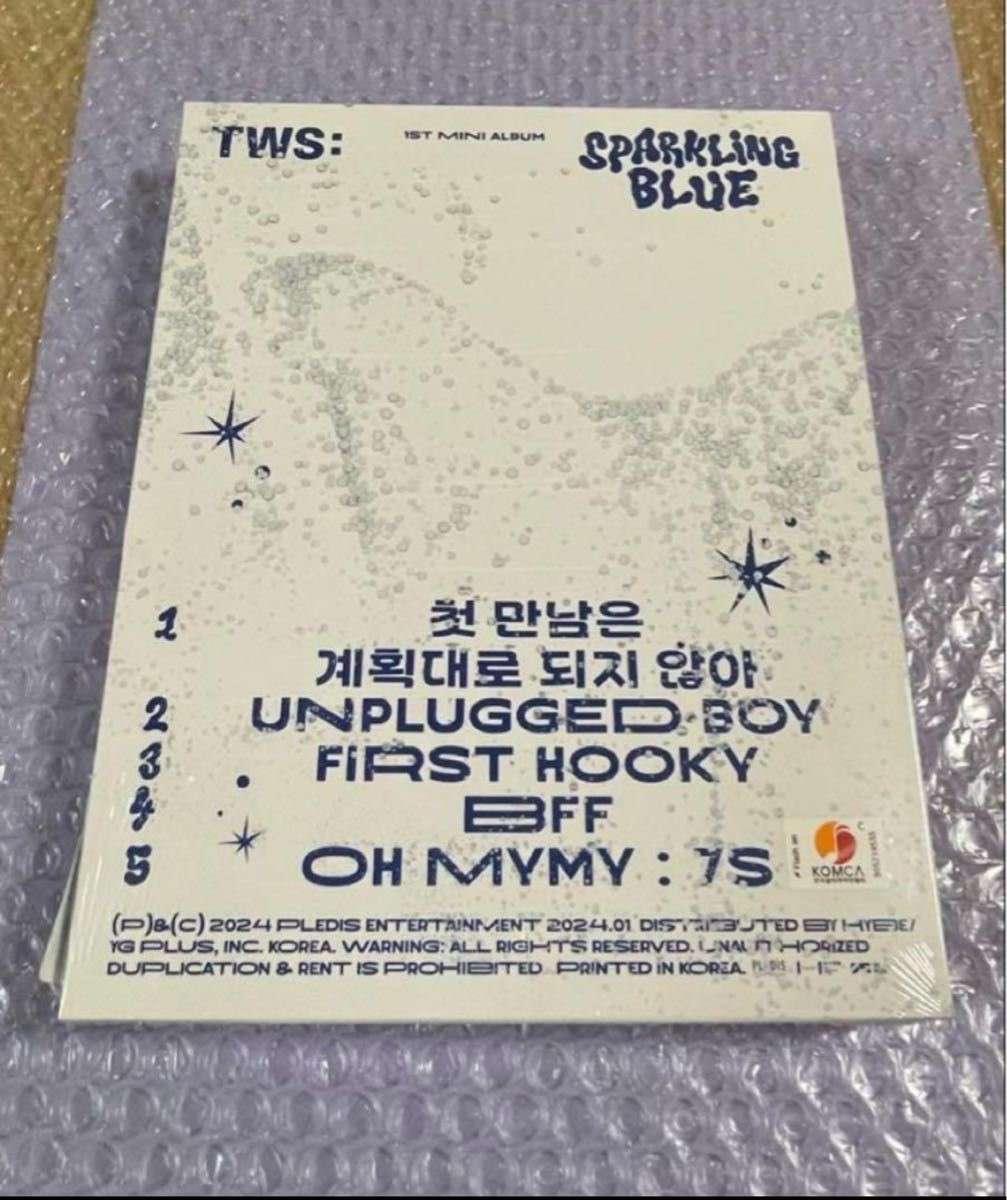 TWS:
1ST MINI ALBUM
SPARKLING
BLUE
1 첫 만남은
계획대로 되지 않아
2 UNPLUGGED BOY
3 FIRST HOOKY
4 BFF
5 OH MYMY : 7S
C
KOMCA
(P)&(C) 2024 PLEDIS ENTERTAINMENT 2024.01 DISTRIBUTED BY HYBE/
YG PLUS, INC. KOREA. WARNING: ALL RIGHTS RESERVED. UNAUTHORIZED
DUPLICATION & RENT IS PROHIBITED. PRINTED IN KOREA.